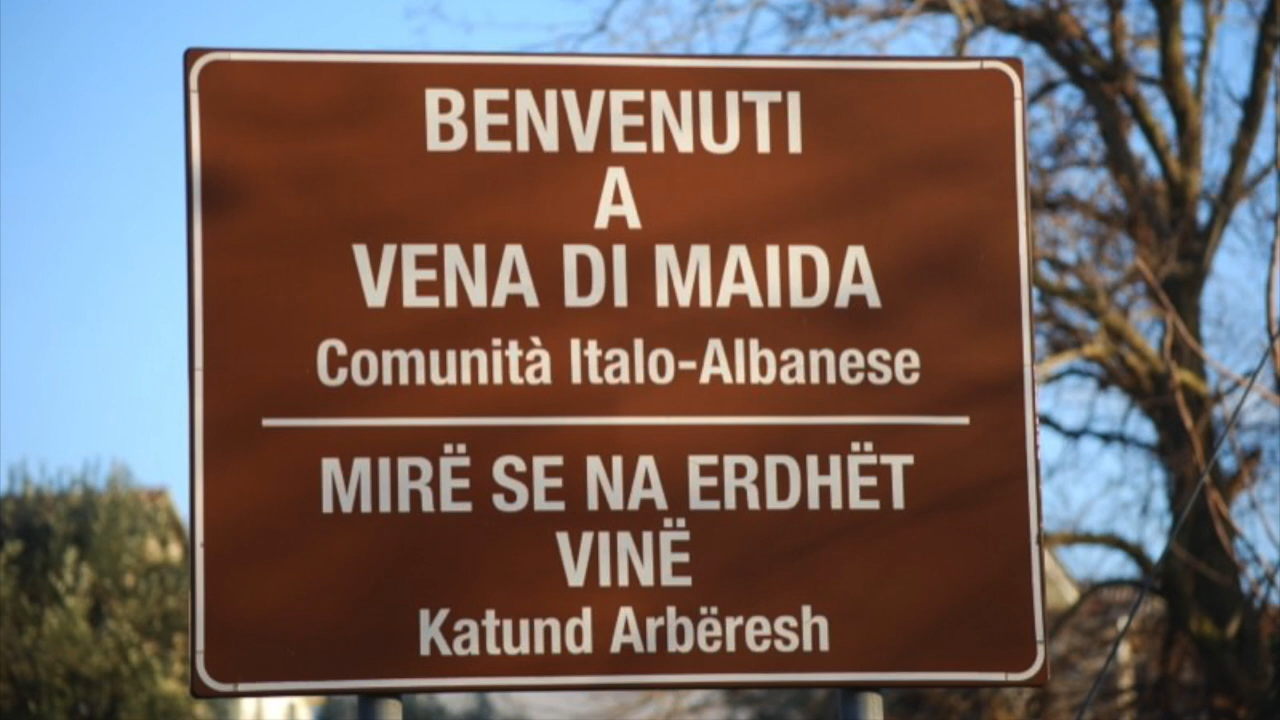 BENVENUTI
A
VENA DI MAIDA
Comunità Italo-Albanese
MIRË SE NA ERDHËT
VINË
Katund Arbëresh